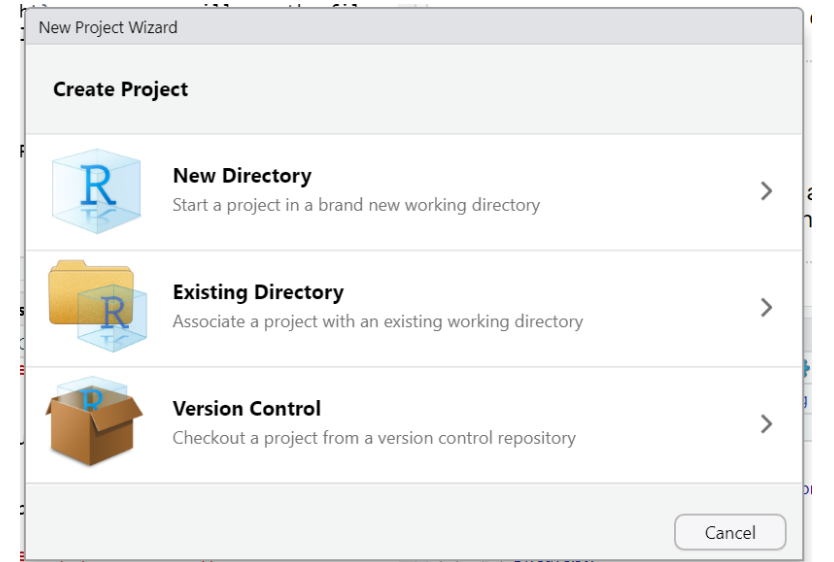 New Project Wizard
Create Project
New Directory
Start a project in a brand new working directory
Existing Directory
Associate a project with an existing working directory
Version Control
Checkout a project from a version control repository
Cancel